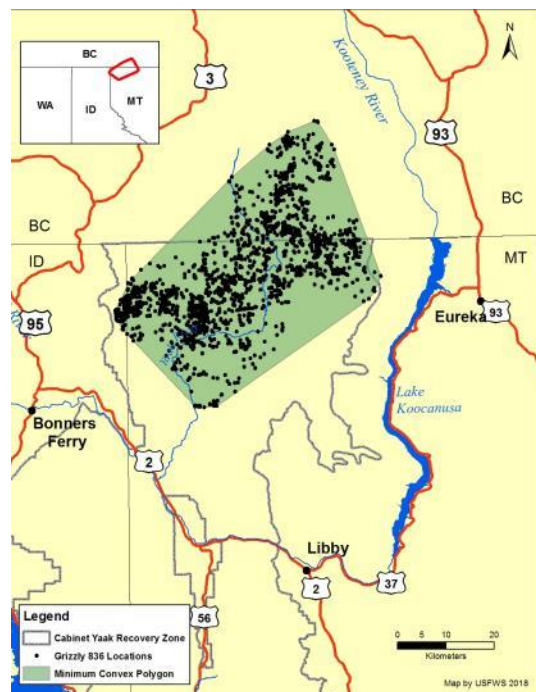 BC
WA
ID
MT
3
Kooteney River
N
93
BC
BC
ID
MT
95
River
Eureka
93
Lake
Koocanusa
Bonners
Ferry
2
Libby
37
2
56
Legend
Cabinet Yaak Recovery Zone
Grizzly 836 Locations
Minimum Convex Polygon
0 10 20
Kilometers
Map by USFWS 2018